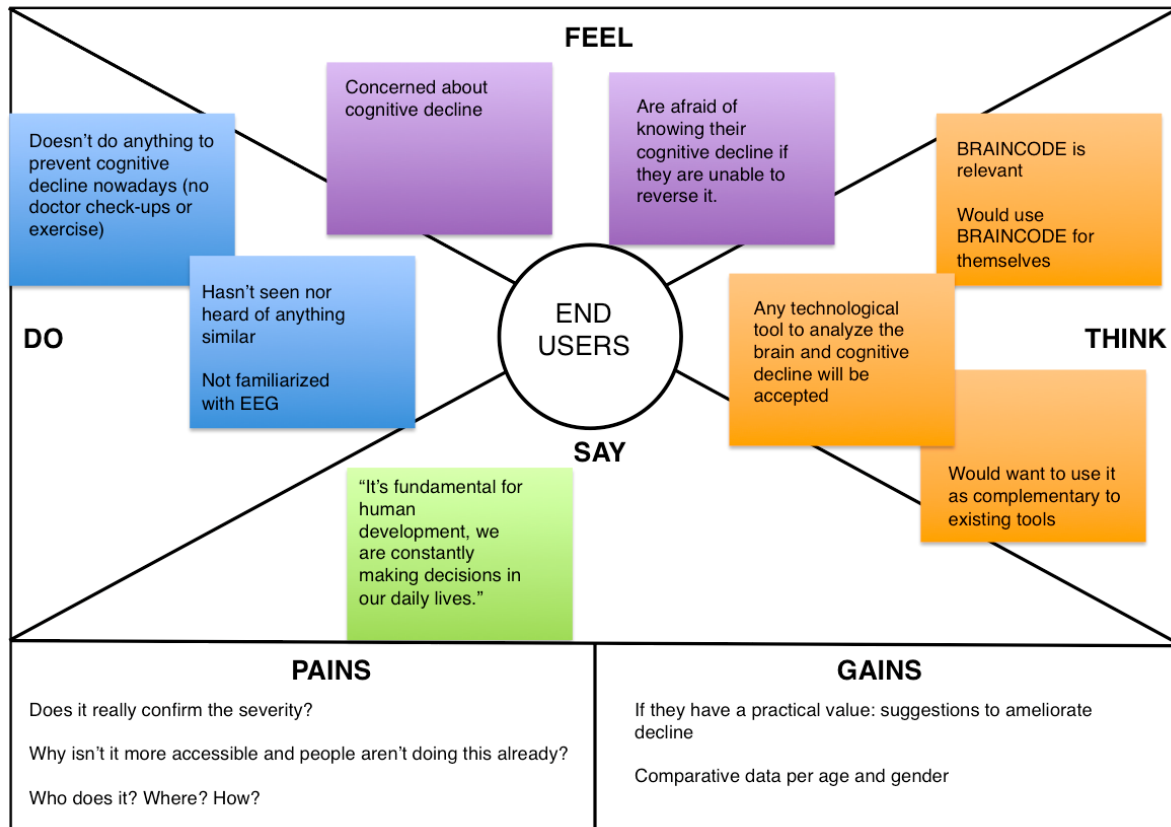 FEEL
Concerned about
cognitive decline
Are afraid of
knowing their
cognitive decline if
they are unable to
reverse it.
Doesn’t do anything to
prevent cognitive
decline nowadays (no
doctor check-ups or
exercise)
BRAINCODE is
relevant
Would use
BRAINCODE for
themselves
Hasn’t seen nor
heard of anything
similar
Not familiarized
with EEG
END
USERS
Any technological
tool to analyze the
brain and cognitive
decline will be
accepted
DO
THINK
SAY
“It’s fundamental for
human
development, we
are constantly
making decisions in
our daily lives.”
Would want to use it
as complementary to
existing tools
PAINS
Does it really confirm the severity?
Why isn’t it more accessible and people aren’t doing this already?
Who does it? Where? How?
GAINS
If they have a practical value: suggestions to ameliorate
decline
Comparative data per age and gender